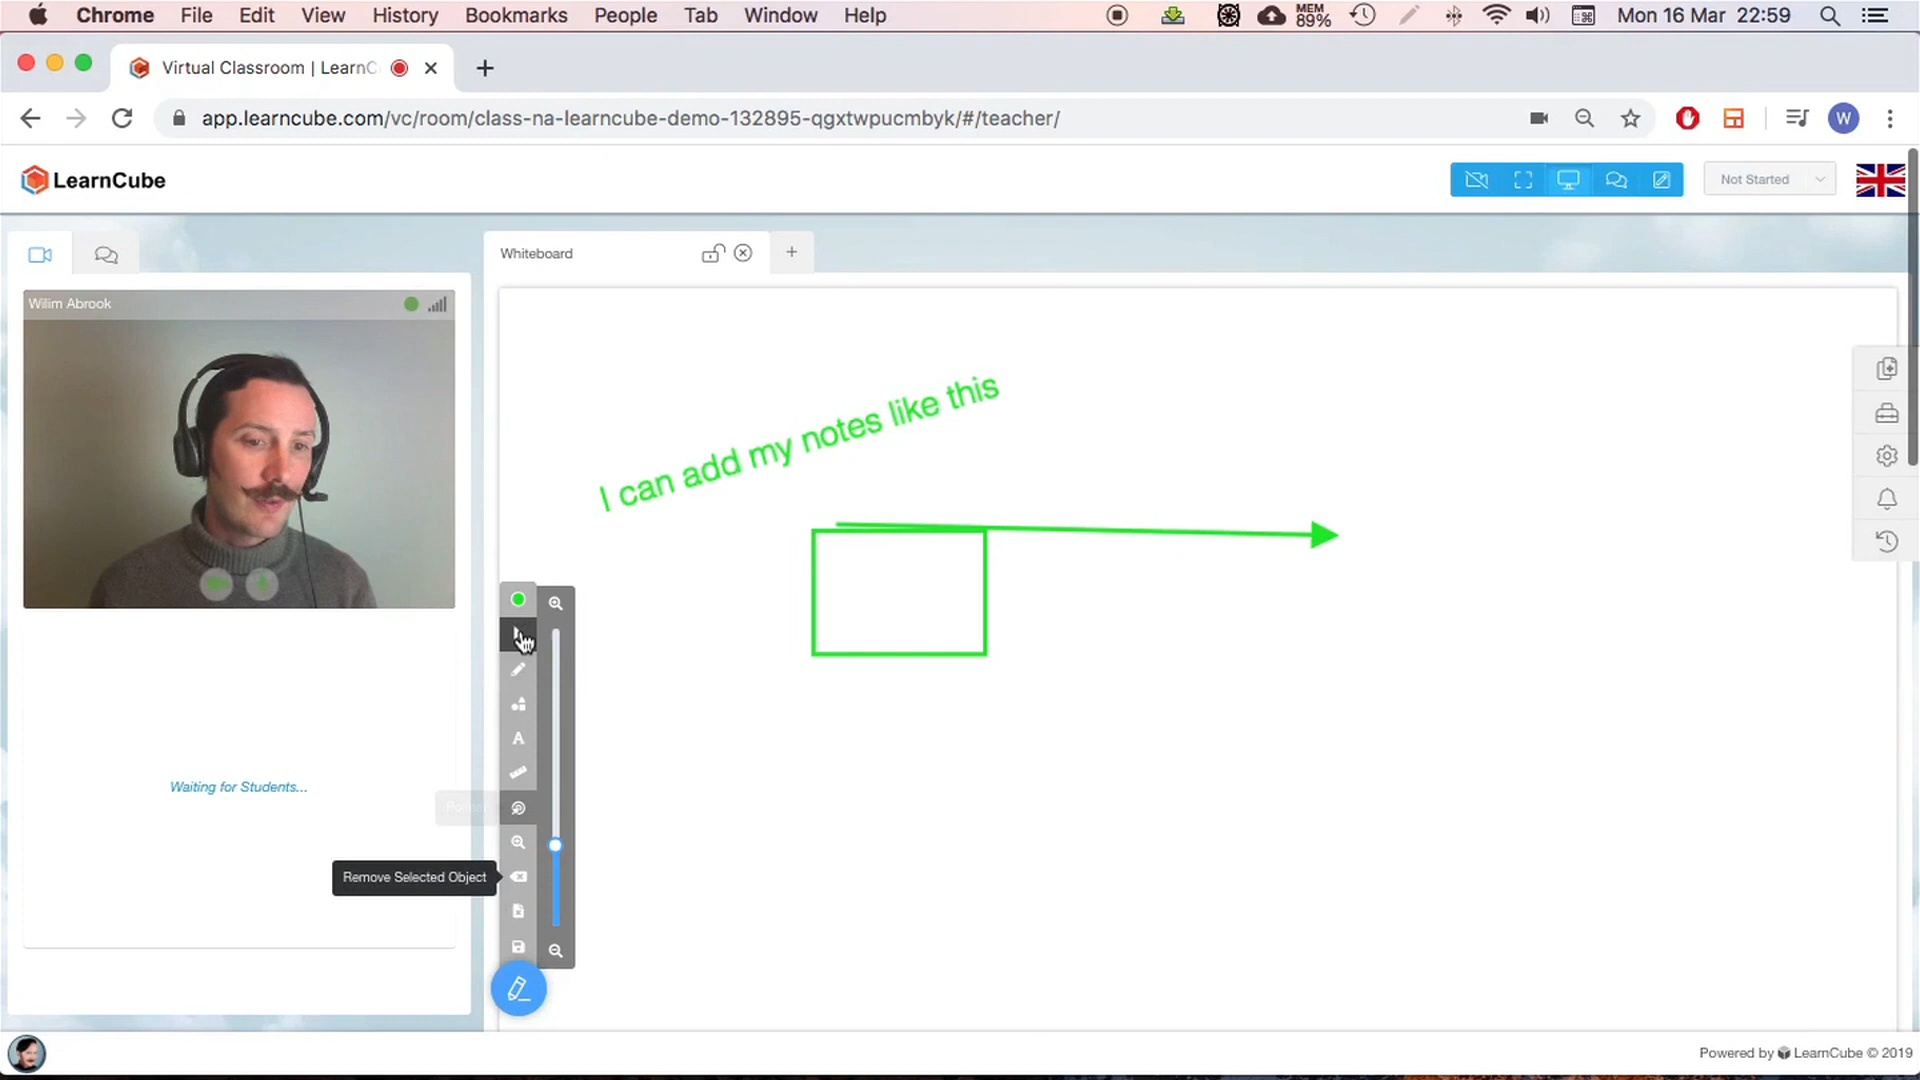 Chrome File Edit View History Bookmarks People Tab Window Help MEM 89% Mon 16 Mar 22:59
Virtual Classroom | LearnC
app.learncube.com/vc/room/class-na-learncube-demo-132895-qgxtwpucmbyk/#/teacher/ W
LearnCube Not Started
Whiteboard
Wilim Abrook
I can add my notes like this
A
Waiting for Students...
Remove Selected Object
Powered by LearnCube © 2019